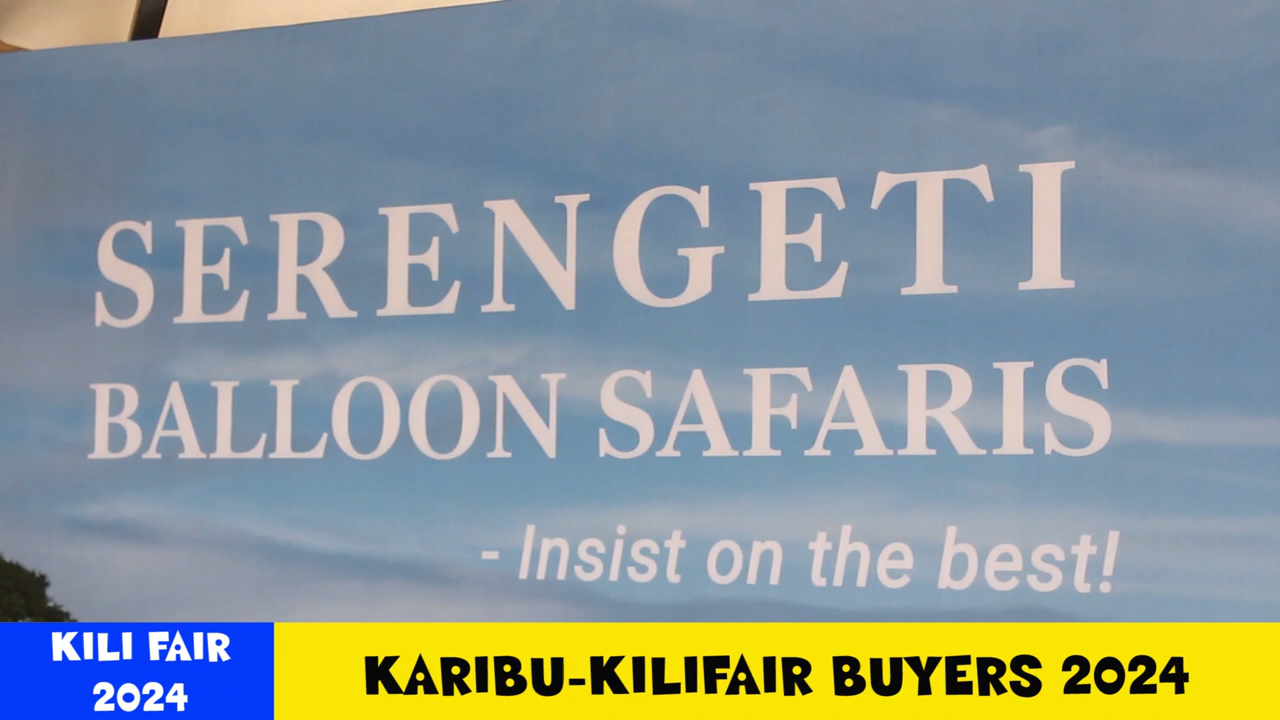 SERENGETI
BALLOON SAFARIS
- Insist on the best!
KILI FAIR
2024
KARIBU-KILIFAIR BUYERS 2024